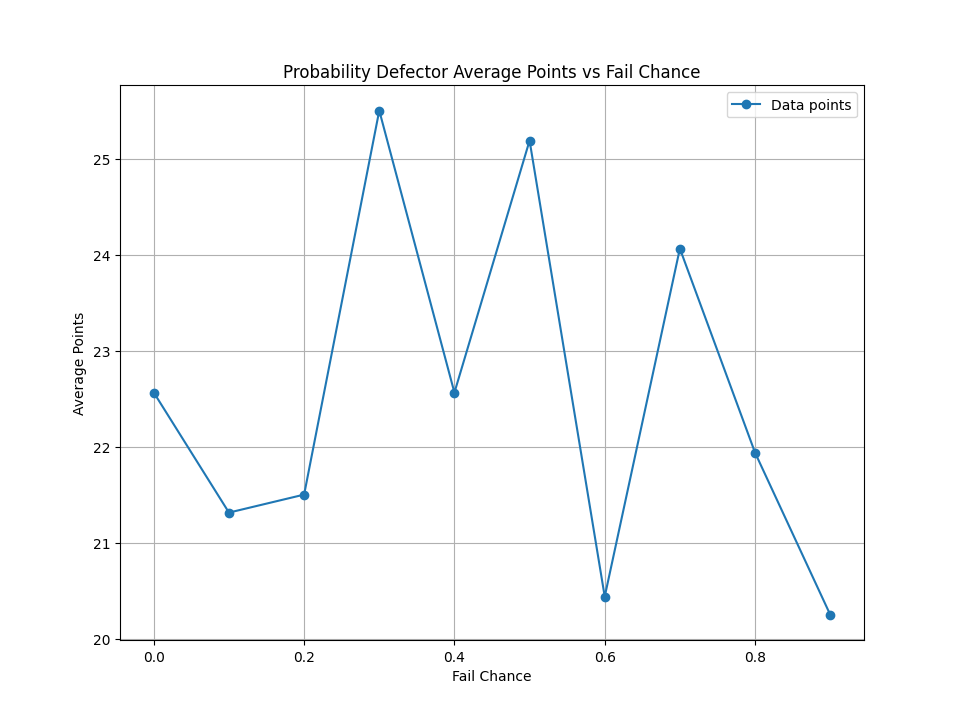 Probability Defector Average Points vs Fail Chance
Data points
25
24
23
22
21
20
Average Points
0.0 0.2 0.4 0.6 0.8
Fail Chance